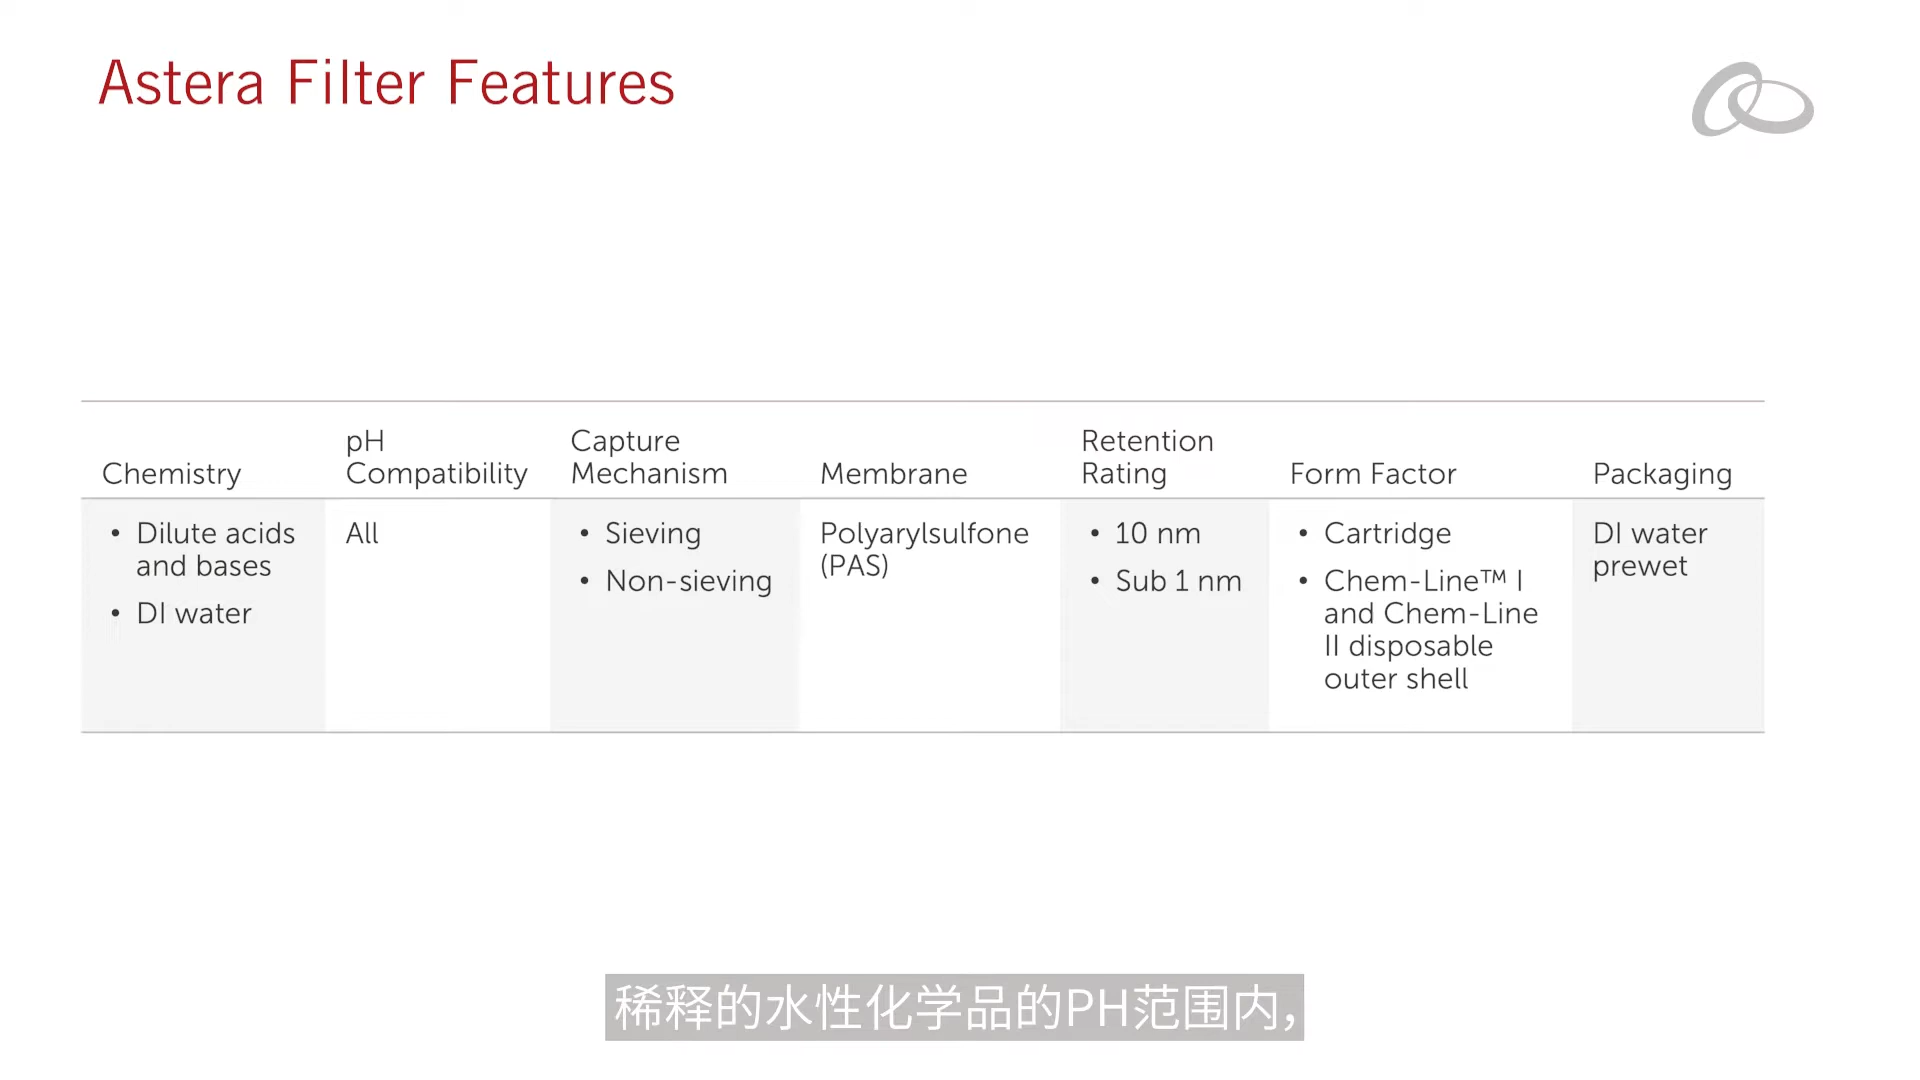 Astera Filter Features
Chemistry
pH
Compatibility
Capture
Mechanism
Membrane
Retention
Rating
Form Factor
Packaging
• Dilute acids
and bases
• DI water
All
• Sieving
• Non-sieving
Polyarylsulfone
(PAS)
• 10 nm
• Sub 1 nm
• Cartridge
• Chem-Line™ I
and Chem-Line
II disposable
outer shell
DI water
prewet
稀释的水性化学品的PH范围内,